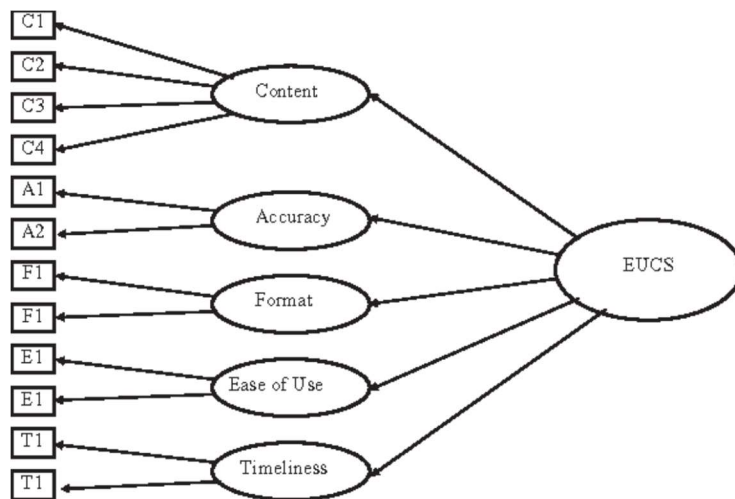 C1
C2
C3
C4
A1
A2
F1
F1
E1
E1
T1
T1
Content
Accuracy
Format
Ease of Use
Timeliness
EUCS